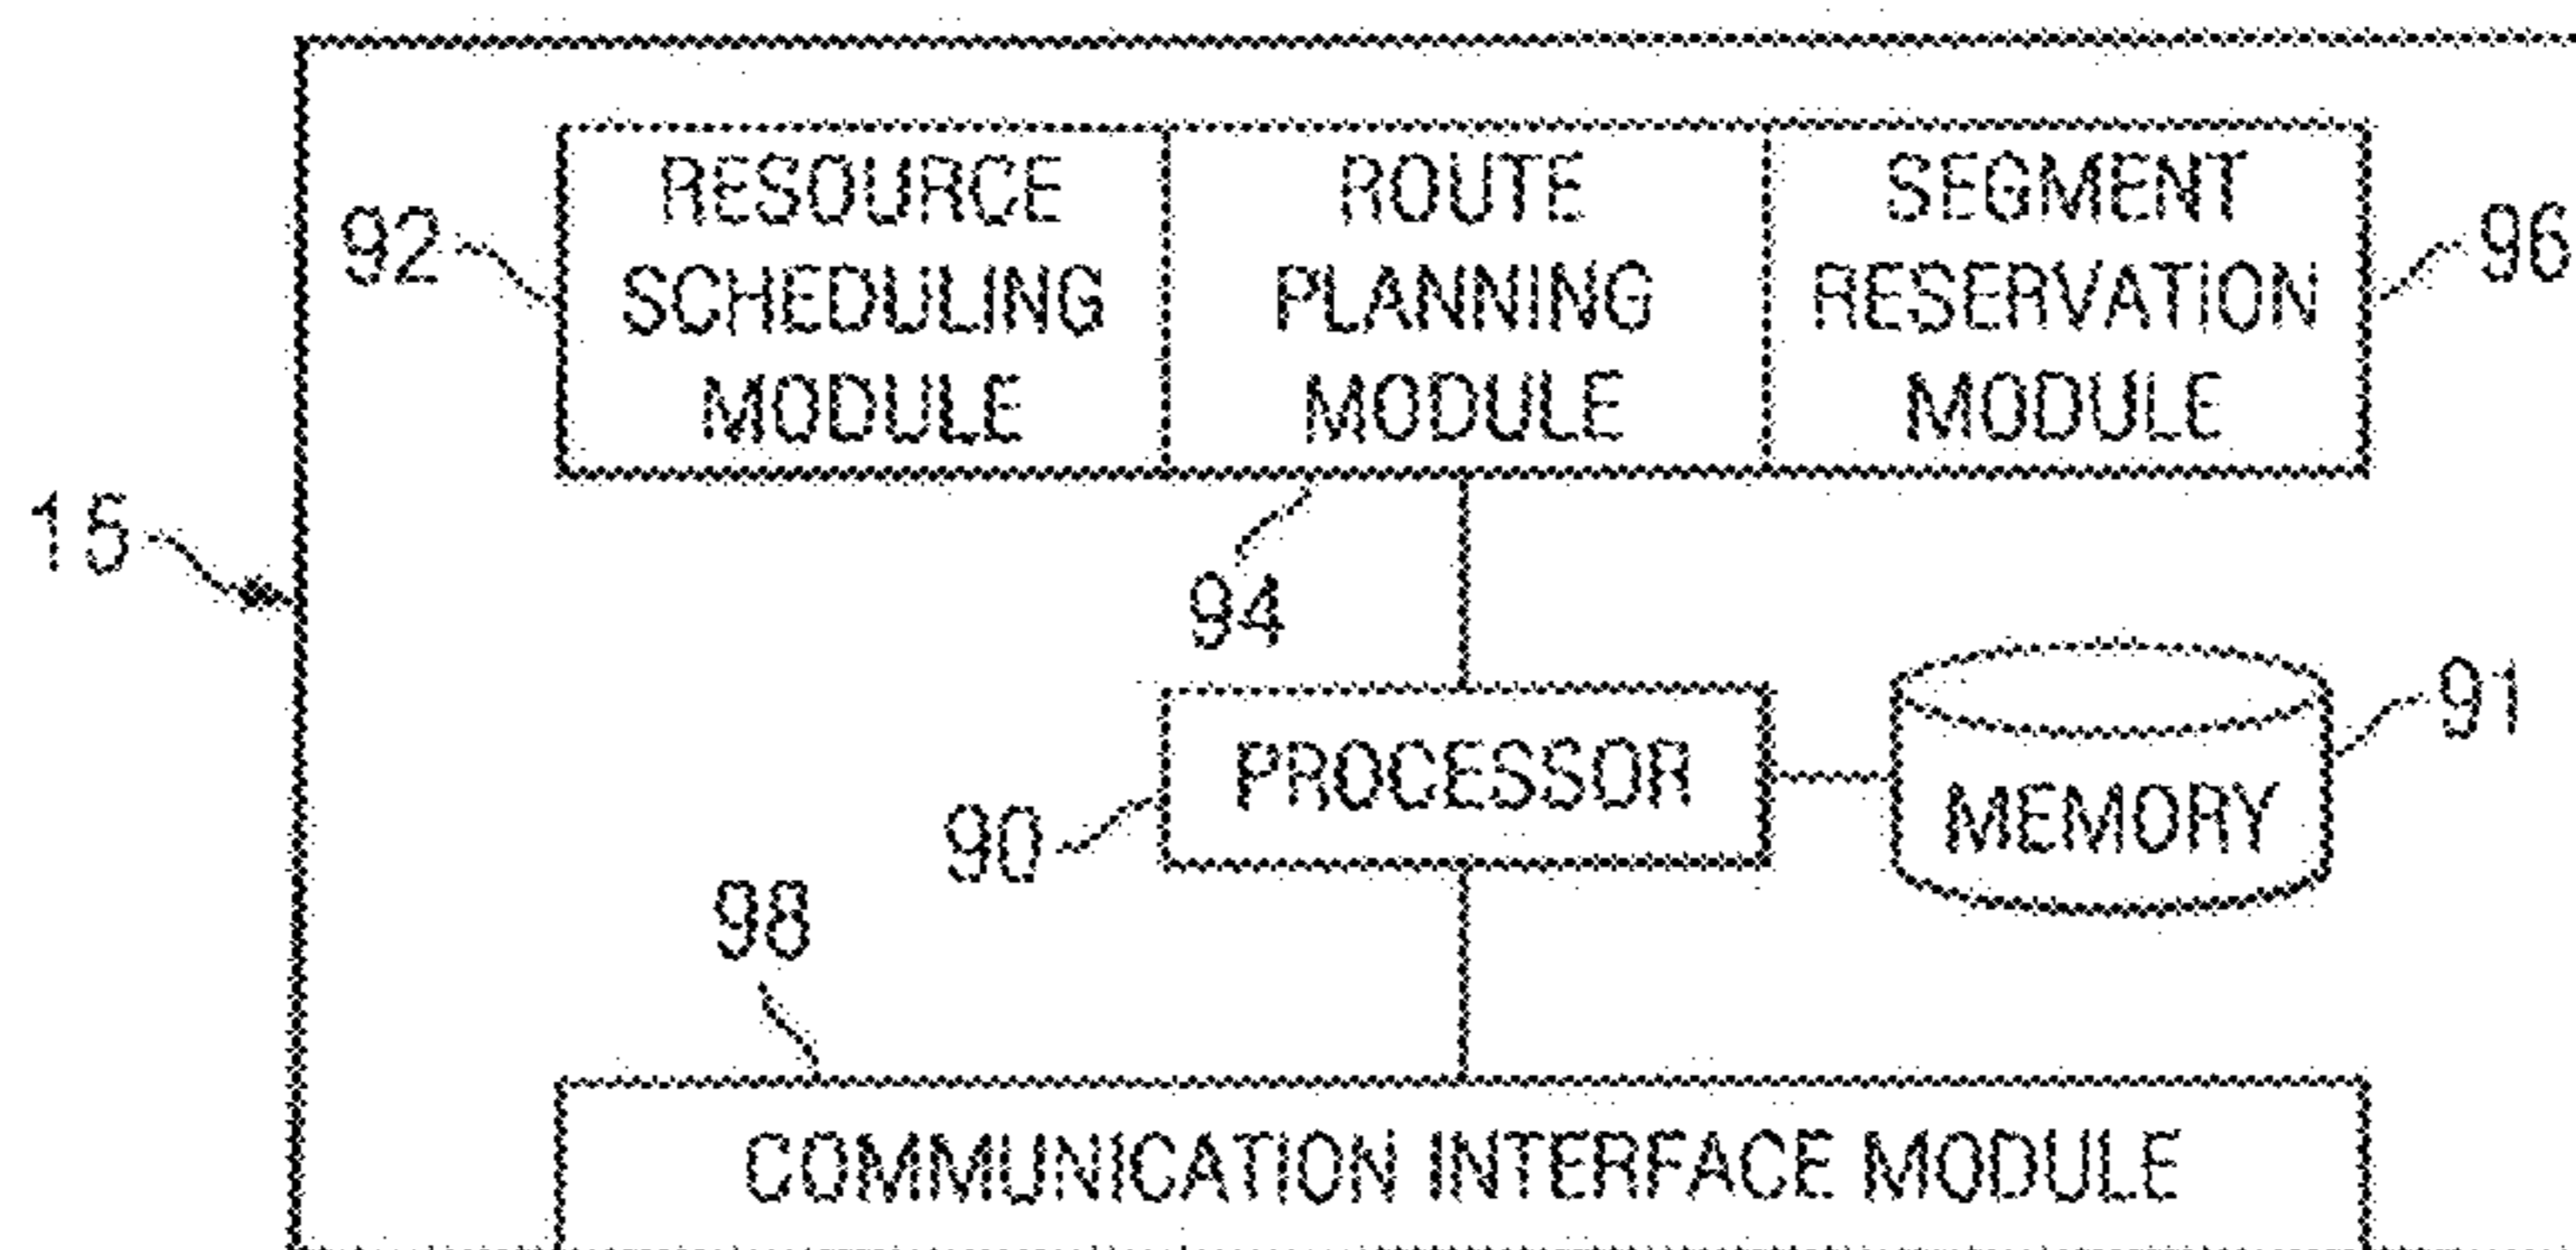 RESOURCE
SCHEDULING
MODULE
ROUTE
PLANNING
MODULE
SEGMENT
RESERVATION
MODULE
92
96
15
94
91
PROCESSOR
MEMORY
90
98
COMMUNICATION INTERFACE MODULE